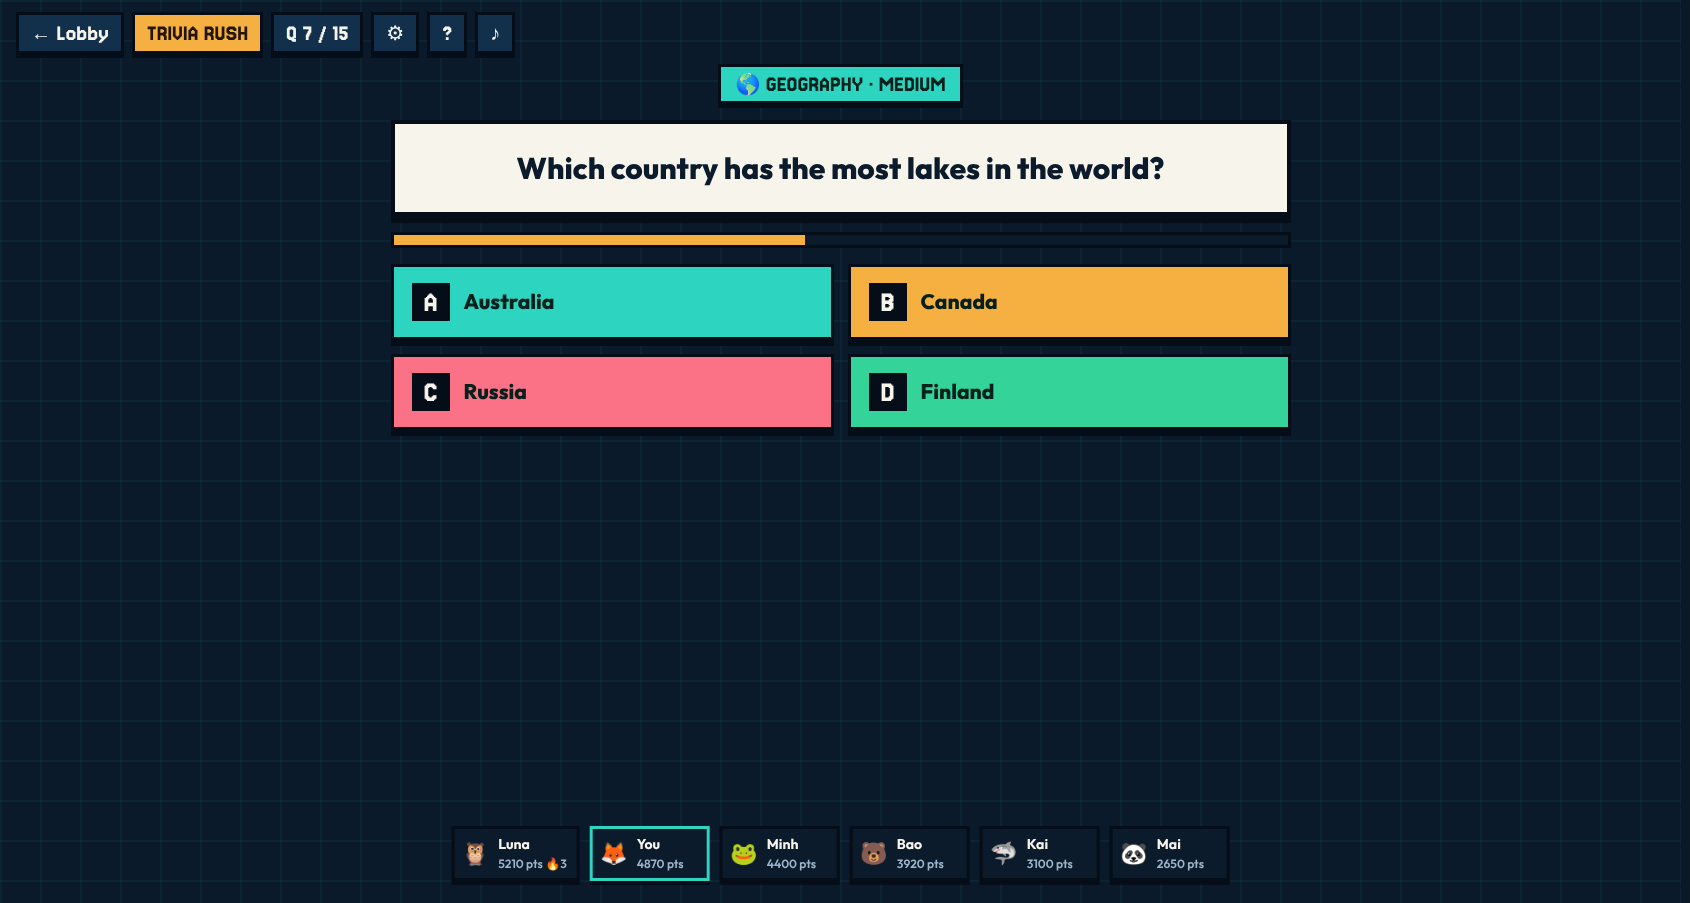 ← Lobby
TRIVIA RUSH
Q 7 / 15
⚙
?
♪
🌎 GEOGRAPHY · MEDIUM
Which country has the most lakes in the world?
A Australia
B Canada
C Russia
D Finland
Luna
5210 pts 🔥3
You
4870 pts
Minh
4400 pts
Bao
3920 pts
Kai
3100 pts
Mai
2650 pts